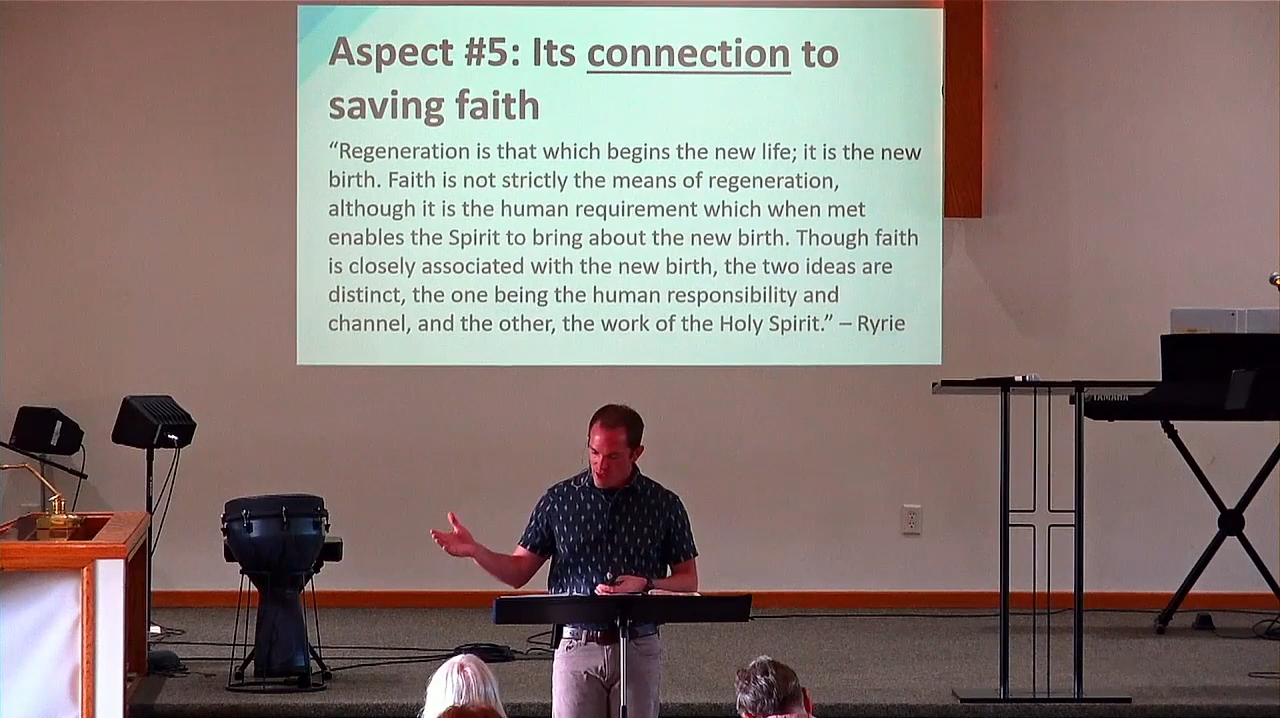 Aspect #5: Its connection to
saving faith
“Regeneration is that which begins the new life; it is the new
birth. Faith is not strictly the means of regeneration,
although it is the human requirement which when met
enables the Spirit to bring about the new birth. Though faith
is closely associated with the new birth, the two ideas are
distinct, the one being the human responsibility and
channel, and the other, the work of the Holy Spirit.” – Ryrie
YAMAHA